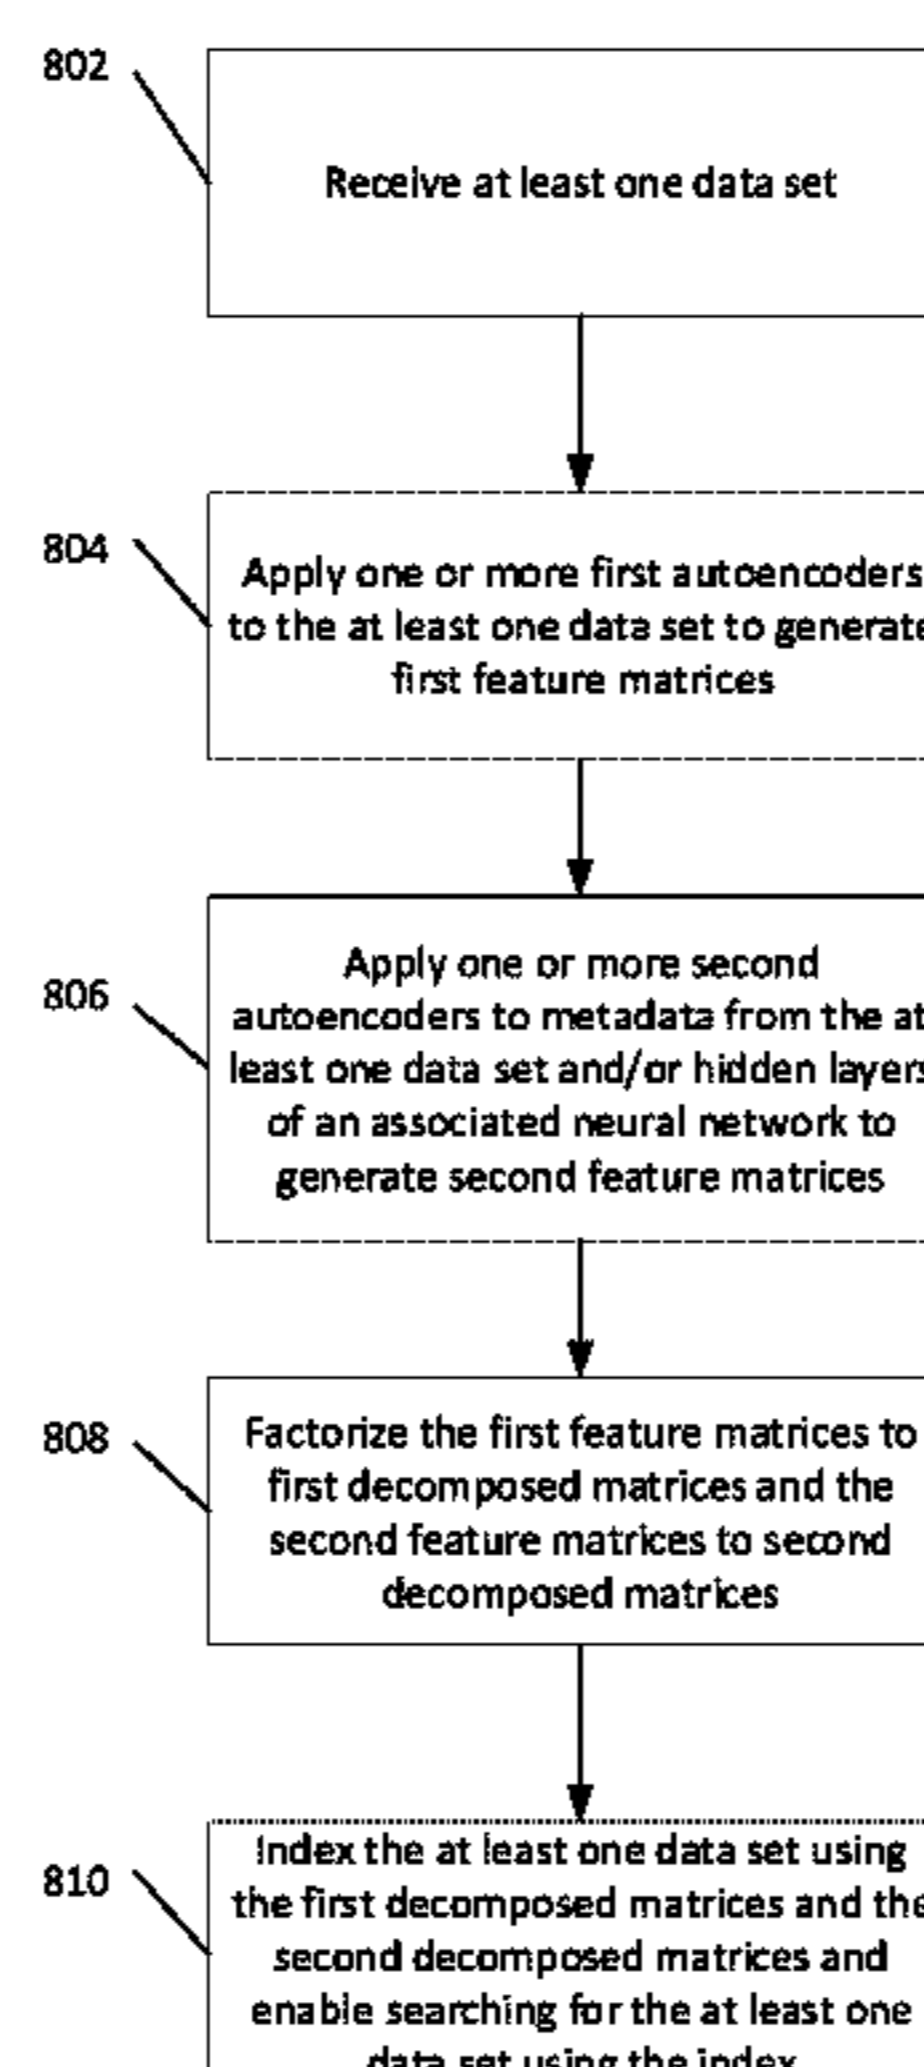 802
Receive at least one data set
804
Apply one or more first autoencoders
to the at least one data set to generate
first feature matrices
806
Apply one or more second
autoencoders to metadata from the at
least one data set and/or hidden layers
of an associated neural network to
generate second feature matrices
808
Factorize the first feature matrices to
first decomposed matrices and the
second feature matrices to second
decomposed matrices
810
Index the at least one data set using
the first decomposed matrices and the
second decomposed matrices and
enable searching for the at least one
data set using the index